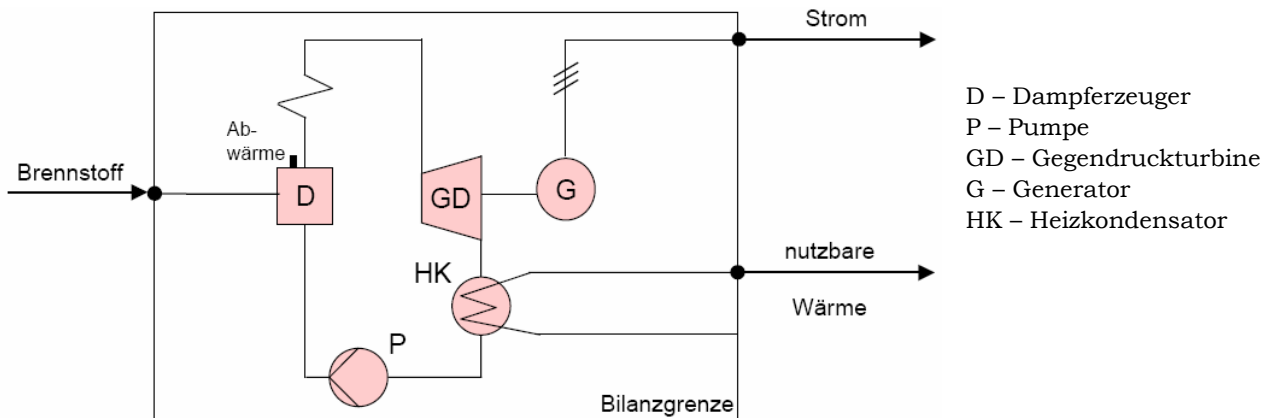 Strom
Ab-
wärme
Brennstoff
D
GD
G
HK
nutzbare
Wärme
P
Bilanzgrenze
D – Dampferzeuger
P – Pumpe
GD – Gegendruckturbine
G – Generator
HK – Heizkondensator